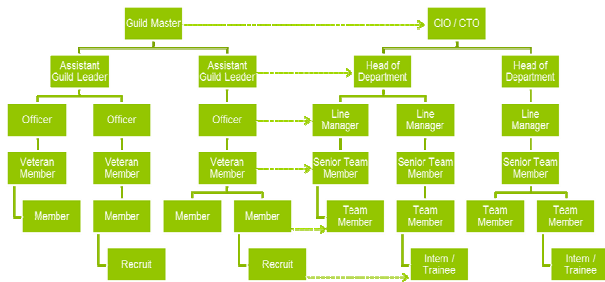 Guild Master
CIO / CTO
Assistant
Guild Leader
Assistant
Guild Leader
Head of
Department
Head of
Department
Officer
Officer
Officer
Line
Manager
Line
Manager
Line
Manager
Veteran
Member
Veteran
Member
Veteran
Member
Senior Team
Member
Senior Team
Member
Senior Team
Member
Member
Member
Member
Member
Team
Member
Team
Member
Team
Member
Team
Member
Recruit
Recruit
Intern /
Trainee
Intern /
Trainee